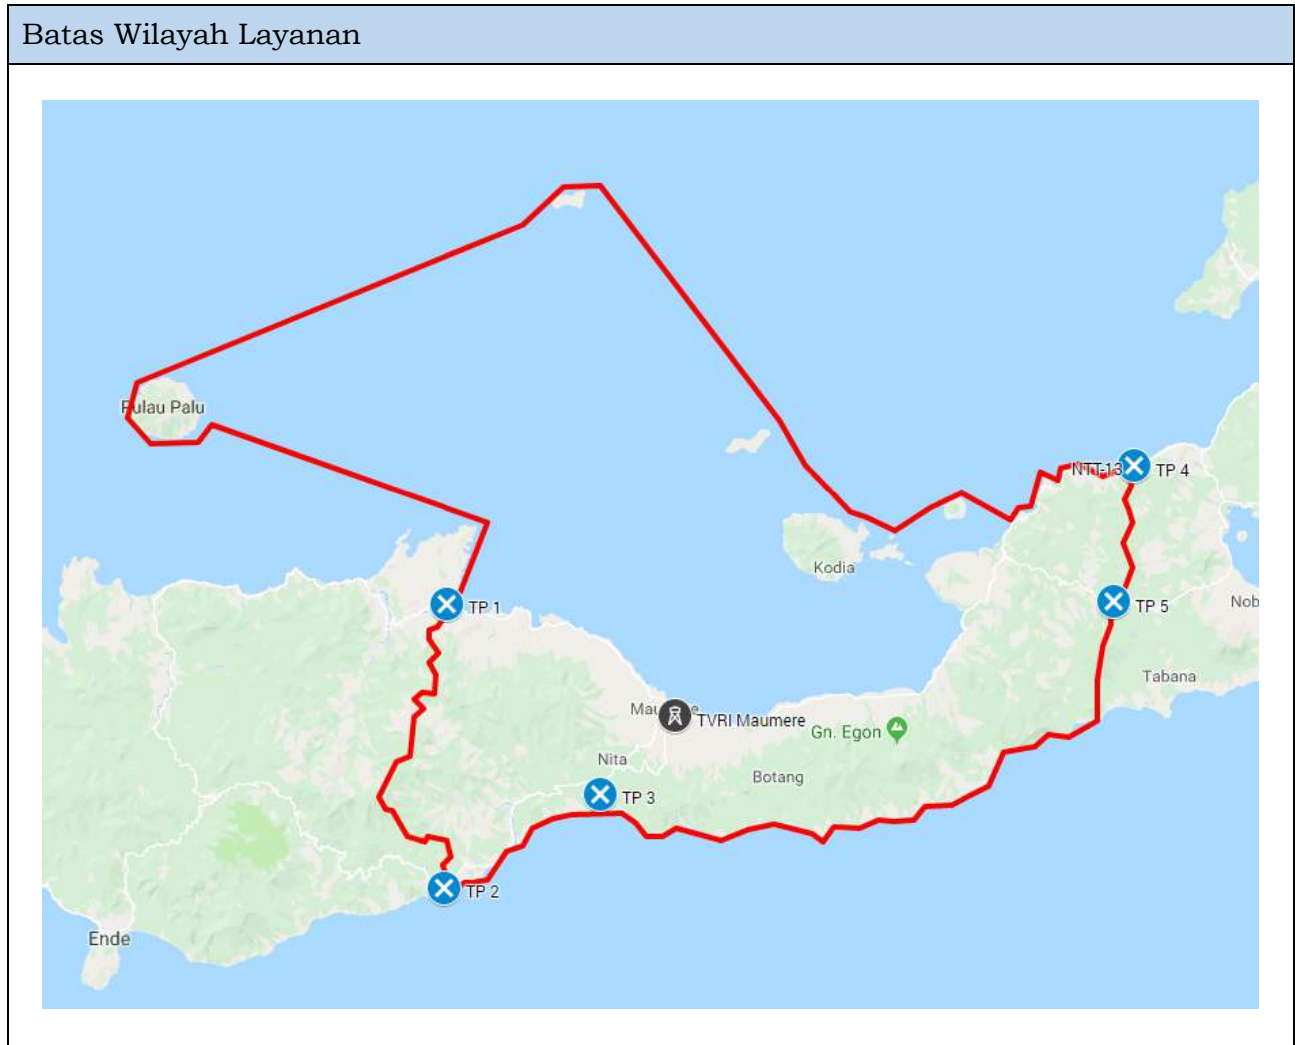 Batas Wilayah Layanan
Pulau Palu
NTT-13
TP 4
Kodia
TP 1
TP 5
Nob
Tabana
TVRI Maumere
Gn. Egon
Nita
Botang
TP 3
TP 2
Ende